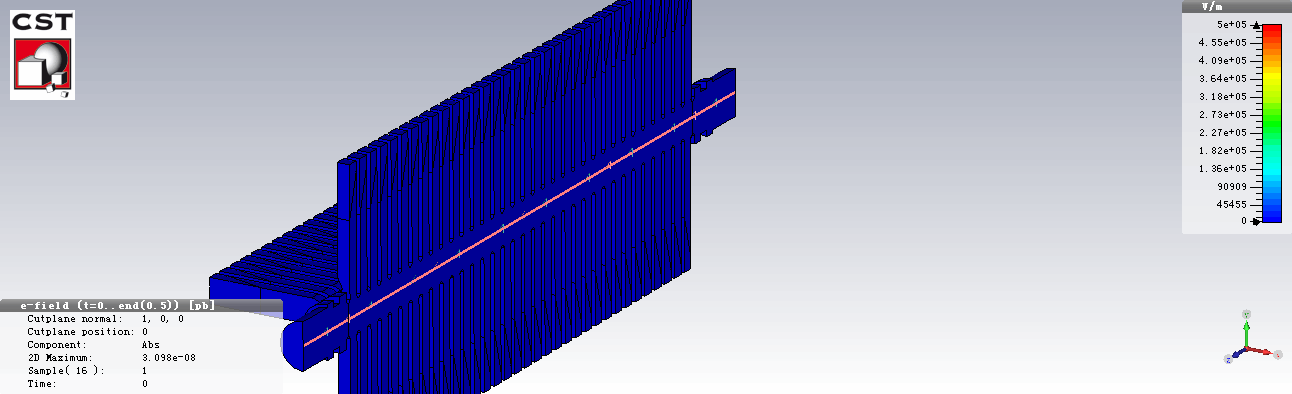 CST
V/m
5e+05
4.55e+05
4.09e+05
3.64e+05
3.18e+05
2.73e+05
2.27e+05
1.82e+05
1.36e+05
90909
45455
0
e-field (t=0..end(0.5)) [pb]
Cutplane normal: 1, 0, 0
Cutplane position: 0
Component: Abs
2D Maximum: 3.098e-08
Sample( 16 ): 1
Time: 0